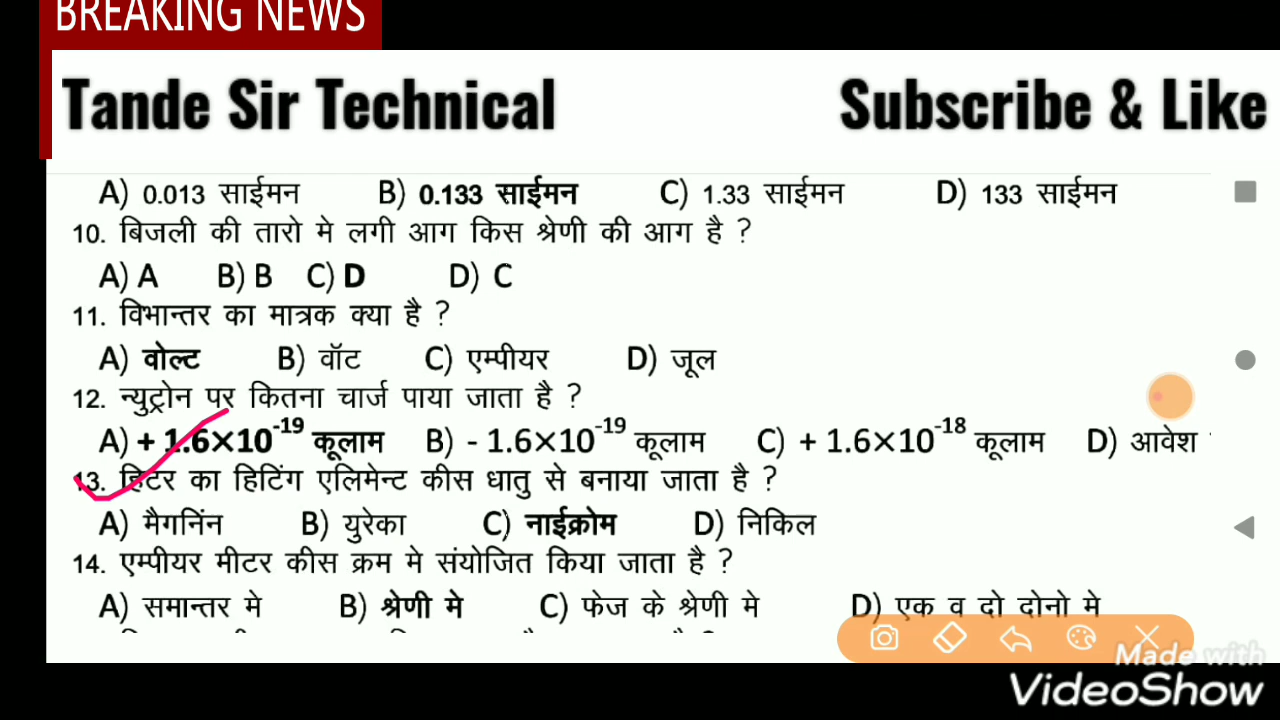 BREAKING NEWS
Tande Sir Technical Subscribe & Like
A) 0.013 साईमन B) 0.133 साईमन C) 1.33 साईमन D) 133 साईमन
10. बिजली की तारो मे लगी आग किस श्रेणी की आग है ?
A) A B) B C) D D) C
11. विभान्तर का मात्रक क्या है ?
A) वोल्ट B) वॉट C) एम्पीयर D) जूल
12. न्युट्रोन पर कितना चार्ज पाया जाता है ?
A) + 1.6×10⁻¹⁹ कूलाम B) - 1.6×10⁻¹⁹ कूलाम C) + 1.6×10⁻¹⁸ कूलाम D) आवेश
13. हिटर का हिटिंग एलिमेन्ट कीस धातु से बनाया जाता है ?
A) मैगनिंन B) युरेका C) नाईक्रोम D) निकिल
14. एम्पीयर मीटर कीस क्रम मे संयोजित किया जाता है ?
A) समान्तर मे B) श्रेणी मे C) फेज के श्रेणी मे D) एक व दो दोनो मे
Made with
VideoShow